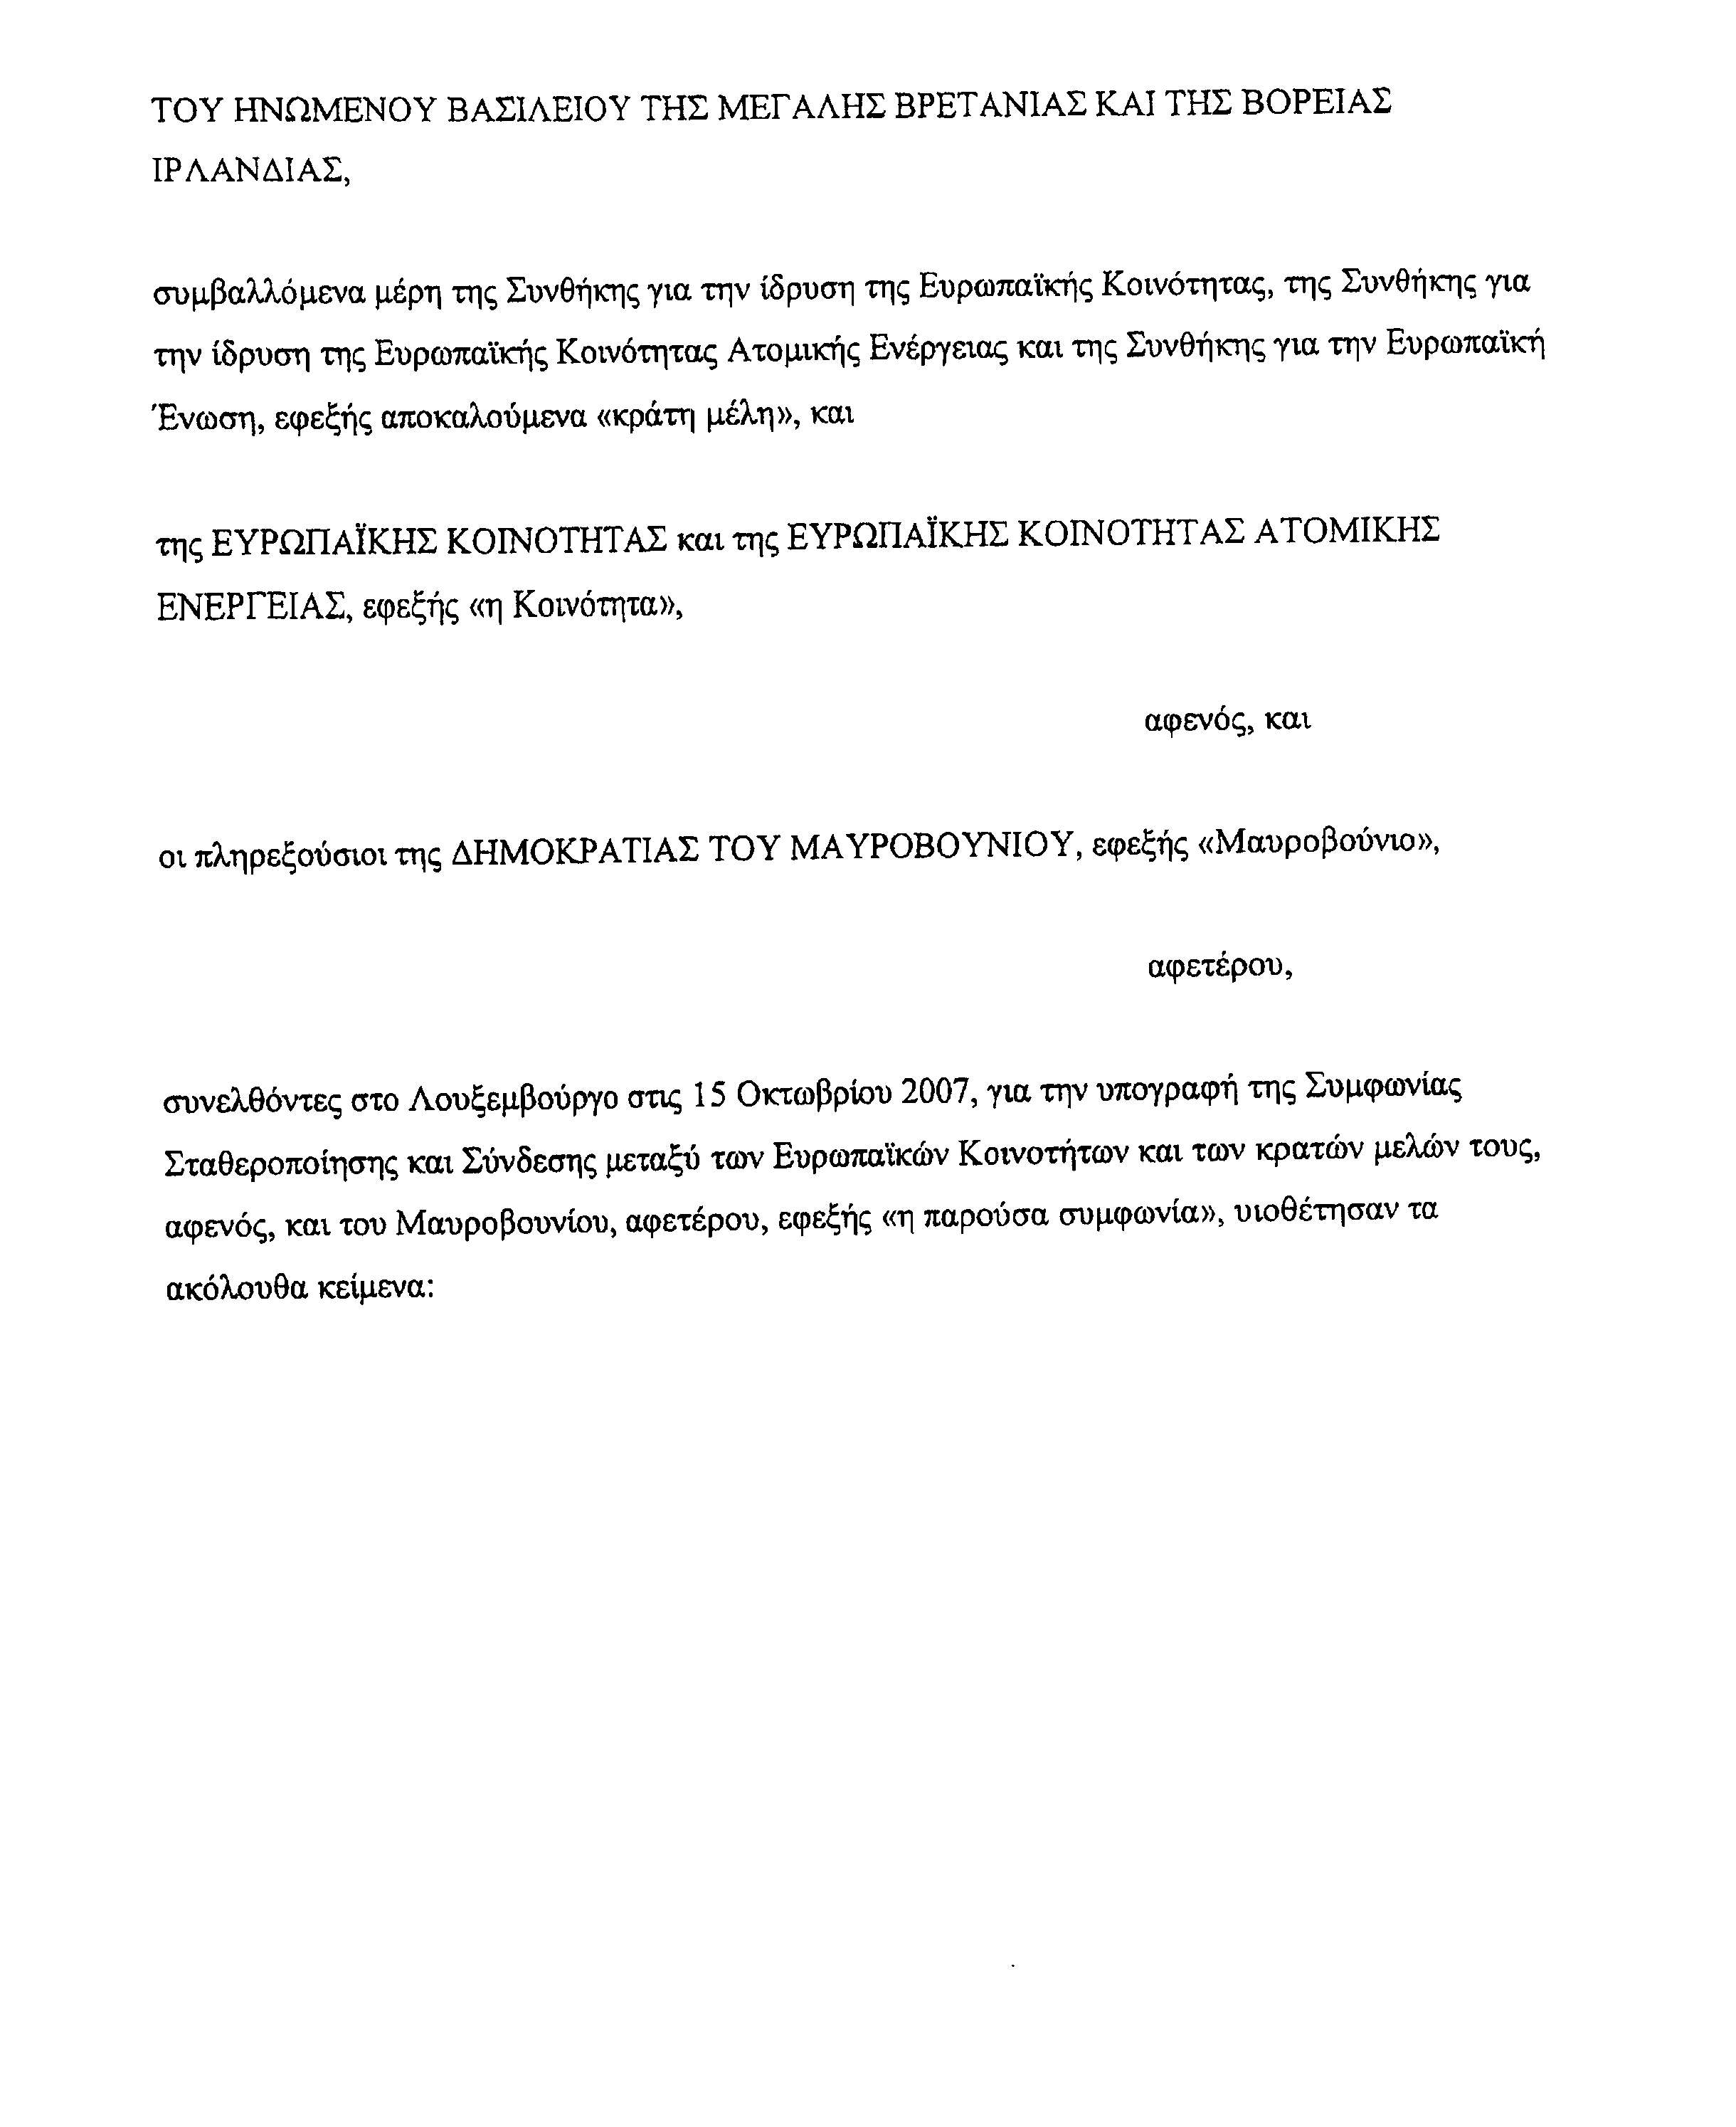 ΤΟΥ ΗΝΩΜΕΝΟΥ ΒΑΣΙΛΕΙΟΥ ΤΗΣ ΜΕΓΑΛΗΣ ΒΡΕΤΑΝΙΑΣ ΚΑΙ ΤΗΣ ΒΟΡΕΙΑΣ
ΙΡΛΑΝΔΙΑΣ,
συμβαλλόμενα μέρη της Συνθήκης για την ίδρυση της Ευρωπαϊκής Κοινότητας, της Συνθήκης για
την ίδρυση της Ευρωπαϊκής Κοινότητας Ατομικής Ενέργειας και της Συνθήκης για την Ευρωπαϊκή
Ένωση, εφεξής αποκαλούμενα «κράτη μέλη», και
της ΕΥΡΩΠΑΪΚΗΣ ΚΟΙΝΟΤΗΤΑΣ και της ΕΥΡΩΠΑΪΚΗΣ ΚΟΙΝΟΤΗΤΑΣ ΑΤΟΜΙΚΗΣ
ΕΝΕΡΓΕΙΑΣ, εφεξής «η Κοινότητα»,
αφενός, και
οι πληρεξούσιοι της ΔΗΜΟΚΡΑΤΙΑΣ ΤΟΥ ΜΑΥΡΟΒΟΥΝΙΟΥ, εφεξής «Μαυροβούνιο»,
αφετέρου,
συνελθόντες στο Λουξεμβούργο στις 15 Οκτωβρίου 2007, για την υπογραφή της Συμφωνίας
Σταθεροποίησης και Σύνδεσης μεταξύ των Ευρωπαϊκών Κοινοτήτων και των κρατών μελών τους,
αφενός, και του Μαυροβουνίου, αφετέρου, εφεξής «η παρούσα συμφωνία», υιοθέτησαν τα
ακόλουθα κείμενα: